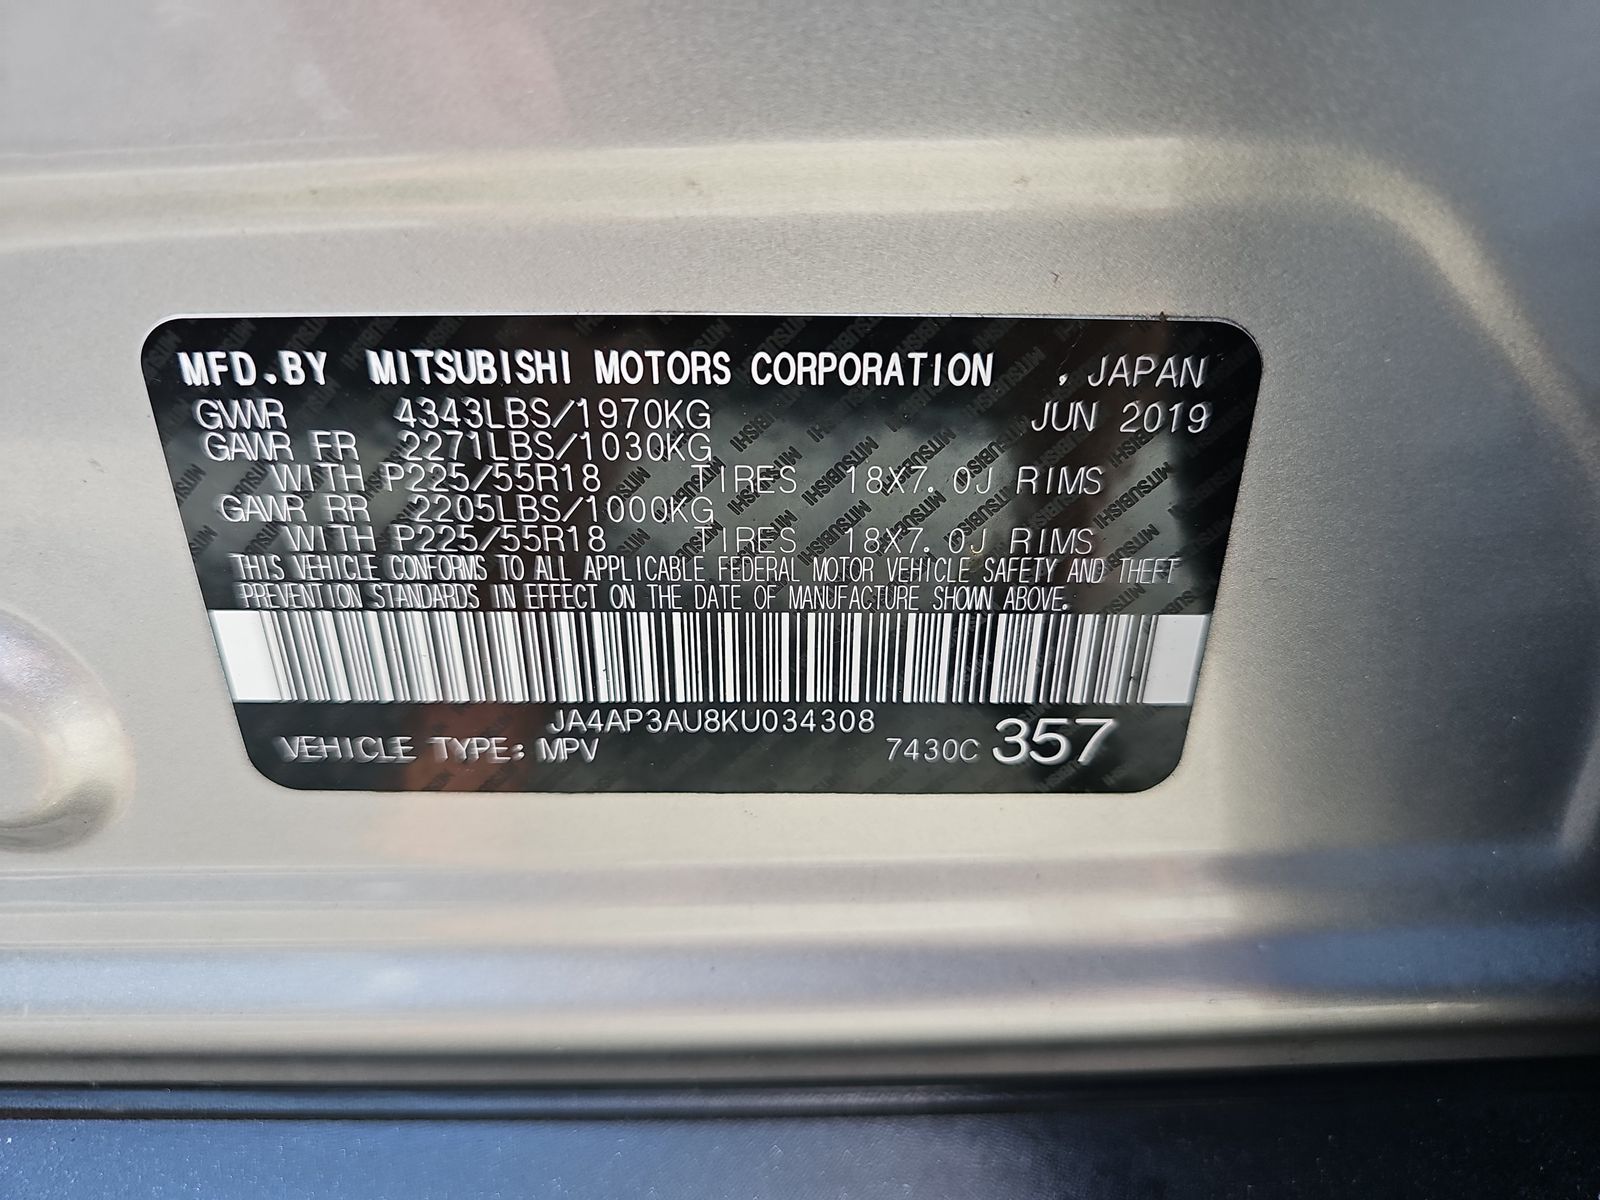 MFD.BY MITSUBISHI MOTORS CORPORATION , JAPAN
GVWR 4343LBS/1970KG JUN 2019
GAWR FR 2271LBS/1030KG
WITH P225/55R18 TIRES 18X7.0J RIMS
GAWR RR 2205LBS/1000KG
WITH P225/55R18 TIRES 18X7.0J RIMS
THIS VEHICLE CONFORMS TO ALL APPLICABLE FEDERAL MOTOR VEHICLE SAFETY AND THEFT
PREVENTION STANDARDS IN EFFECT ON THE DATE OF MANUFACTURE SHOWN ABOVE.
JA4AP3AU8KU034308
VEHICLE TYPE: MPV 7430C 357